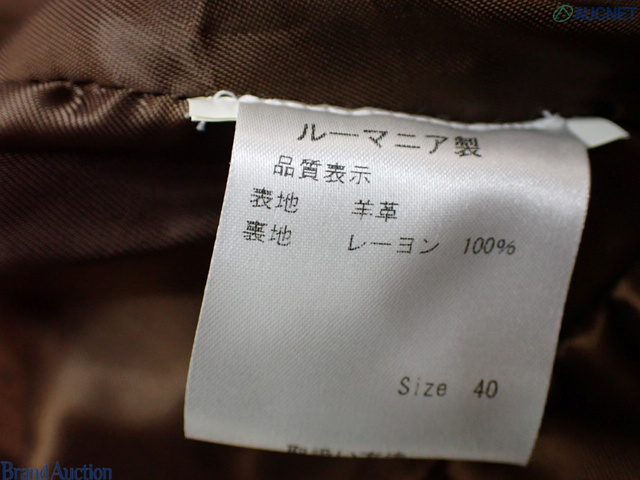 AUCNET
ルーマニア製
品質表示
表地 羊革
裏地 レーヨン 100%
Size 40
Brand Auction